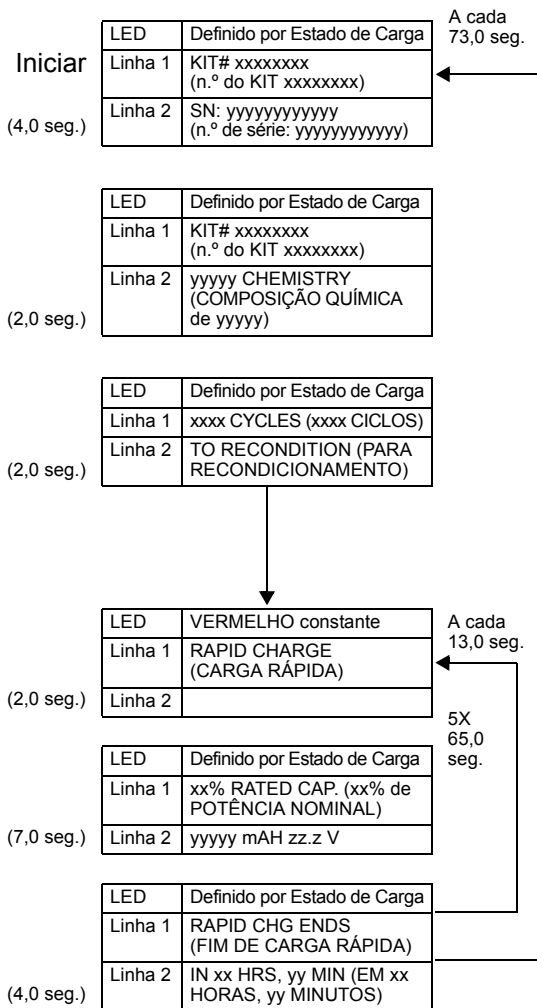 A cada
73,0 seg.
Iniciar
LED Definido por Estado de Carga
Linha 1 KIT# xxxxxxxx
(n.º do KIT xxxxxxxx)
(4,0 seg.)
Linha 2 SN: yyyyyyyyyyyy
(n.º de série: yyyyyyyyyyyy)
LED Definido por Estado de Carga
Linha 1 KIT# xxxxxxxx
(n.º do KIT xxxxxxxx)
Linha 2 yyyyy CHEMISTRY
(COMPOSIÇÃO QUÍMICA
de yyyyy)
(2,0 seg.)
LED Definido por Estado de Carga
Linha 1 xxxx CYCLES (xxxx CICLOS)
Linha 2 TO RECONDITION (PARA
RECONDICIONAMENTO)
(2,0 seg.)
LED VERMELHO constante
A cada
13,0 seg.
Linha 1 RAPID CHARGE
(CARGA RÁPIDA)
(2,0 seg.)
Linha 2
5X
65,0
seg.
LED Definido por Estado de Carga
Linha 1 xx% RATED CAP. (xx% de
POTÊNCIA NOMINAL)
(7,0 seg.)
Linha 2 yyyyy mAH zz.z V
LED Definido por Estado de Carga
Linha 1 RAPID CHG ENDS
(FIM DE CARGA RÁPIDA)
Linha 2 IN xx HRS, yy MIN (EM xx
HORAS, yy MINUTOS)
(4,0 seg.)